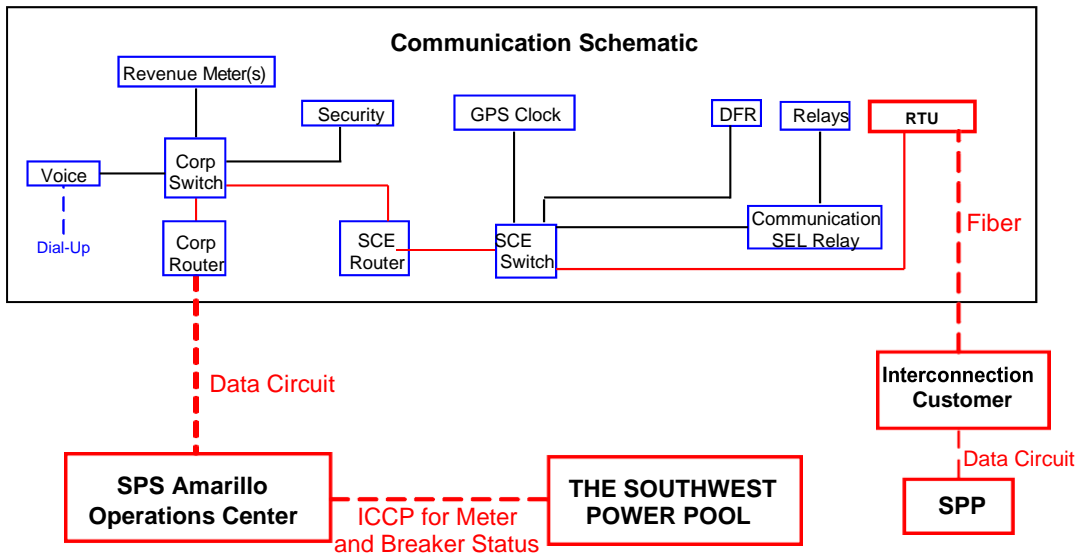 Communication Schematic
Revenue Meter(s)
Security
GPS Clock
DFR
Relays
RTU
Voice
Corp
Switch
Dial-Up
Corp
Router
SCE
Router
SCE
Switch
Communication
SEL Relay
Fiber
Data Circuit
Interconnection
Customer
Data Circuit
SPS Amarillo
Operations Center
ICCP for Meter
and Breaker Status
THE SOUTHWEST
POWER POOL
SPP